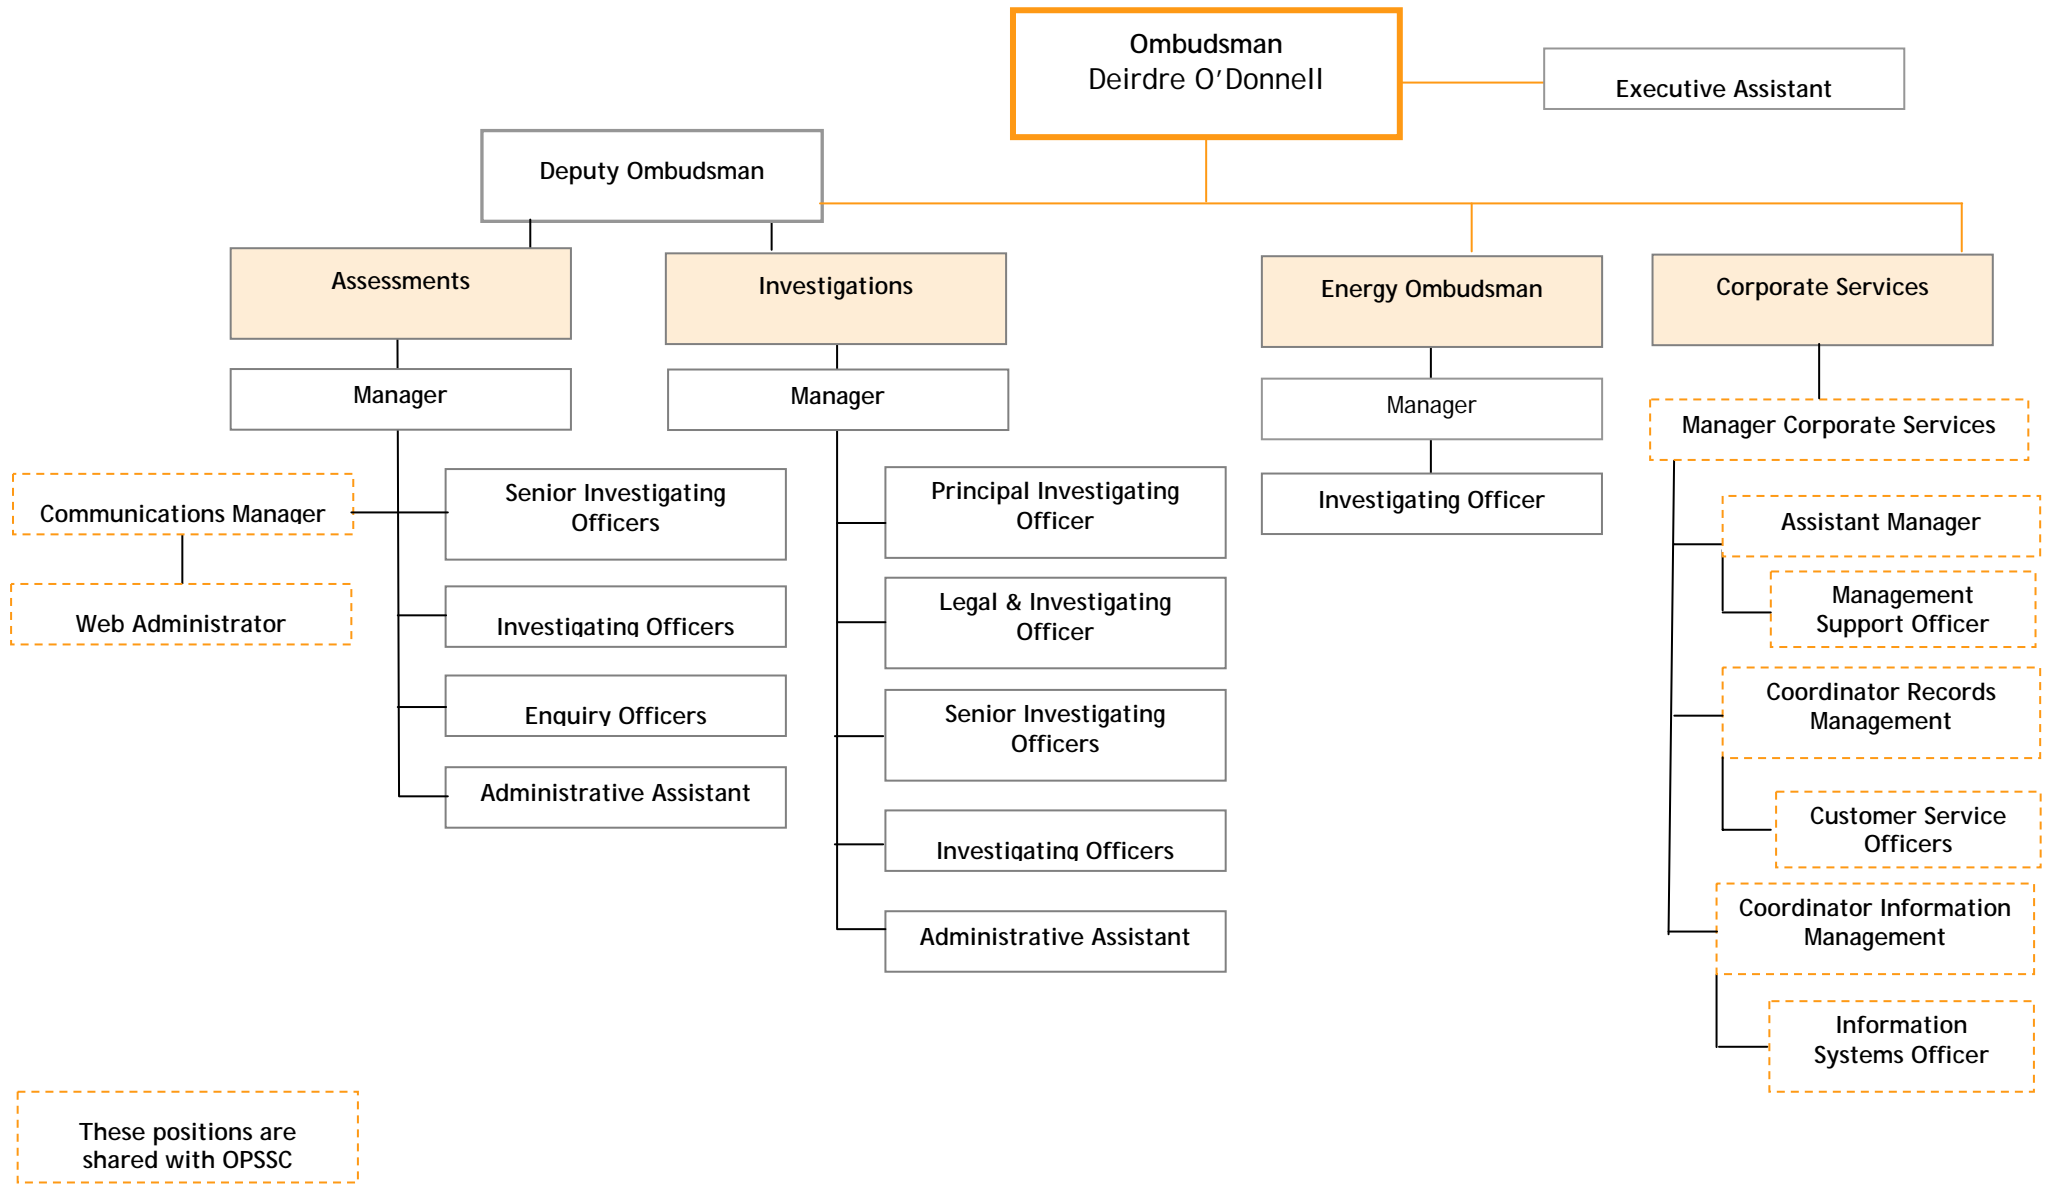 Ombudsman
Deirdre O'Donnell
Executive Assistant
Deputy Ombudsman
Assessments
Investigations
Energy Ombudsman
Corporate Services
Manager
Manager
Manager
Manager Corporate Services
Communications Manager
Web Administrator
Senior Investigating
Officers
Investigating Officers
Enquiry Officers
Administrative Assistant
Principal Investigating
Officer
Legal & Investigating
Officer
Senior Investigating
Officers
Investigating Officers
Administrative Assistant
Investigating Officer
Assistant Manager
Management
Support Officer
Coordinator Records
Management
Customer Service
Officers
Coordinator Information
Management
Information
Systems Officer
These positions are
shared with OPSSC